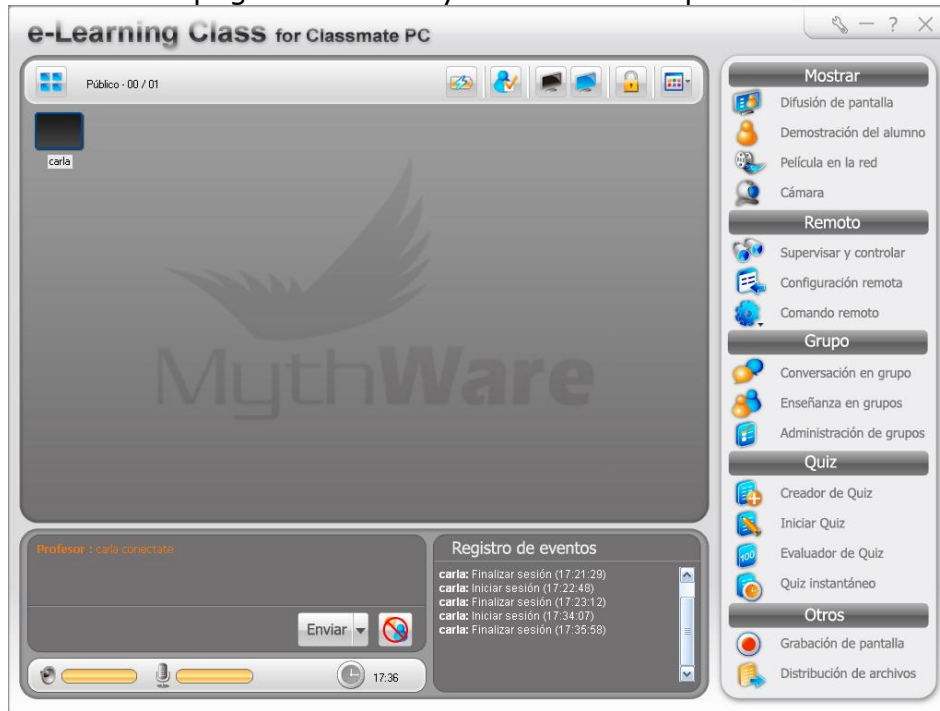 e-Learning Class for Classmate PC
Público - 00 / 01
carla
MythWare
Profesor : carla conectate
Enviar
17:36
Registro de eventos
carla: Finalizar sesión (17:21:29)
carla: Iniciar sesión (17:22:48)
carla: Finalizar sesión (17:23:12)
carla: Iniciar sesión (17:34:07)
carla: Finalizar sesión (17:35:58)
Mostrar
Difusión de pantalla
Demostración del alumno
Película en la red
Cámara
Remoto
Supervisar y controlar
Configuración remota
Comando remoto
Grupo
Conversación en grupo
Enseñanza en grupos
Administración de grupos
Quiz
Creador de Quiz
Iniciar Quiz
100
Evaluador de Quiz
Quiz instantáneo
Otros
Grabación de pantalla
Distribución de archivos